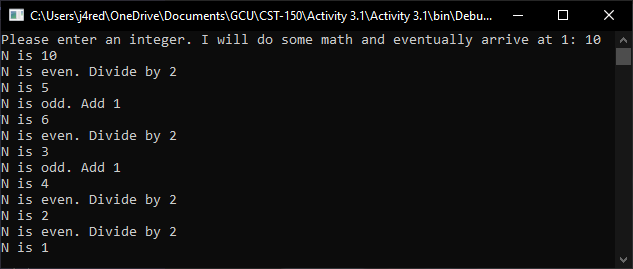 C:\Users\j4red\OneDrive\Documents\GCU\CST-150\Activity 3.1\Activity 3.1\bin\Debu...
Please enter an integer. I will do some math and eventually arrive at 1: 10
N is 10
N is even. Divide by 2
N is 5
N is odd. Add 1
N is 6
N is even. Divide by 2
N is 3
N is odd. Add 1
N is 4
N is even. Divide by 2
N is 2
N is even. Divide by 2
N is 1